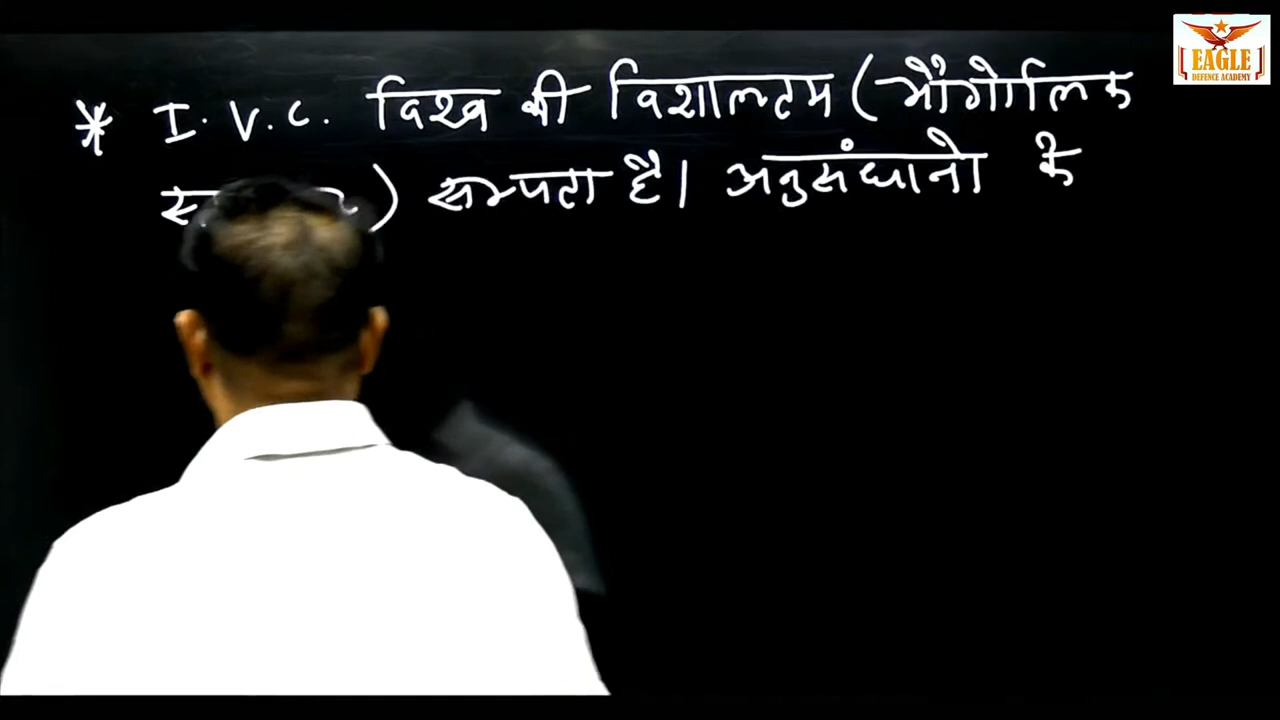 EAGLE
DEFENCE ACADEMY
* I.V.C. विश्व की विशालतम (भौगोलिक
) सभ्यता है। अनुसंधानो के